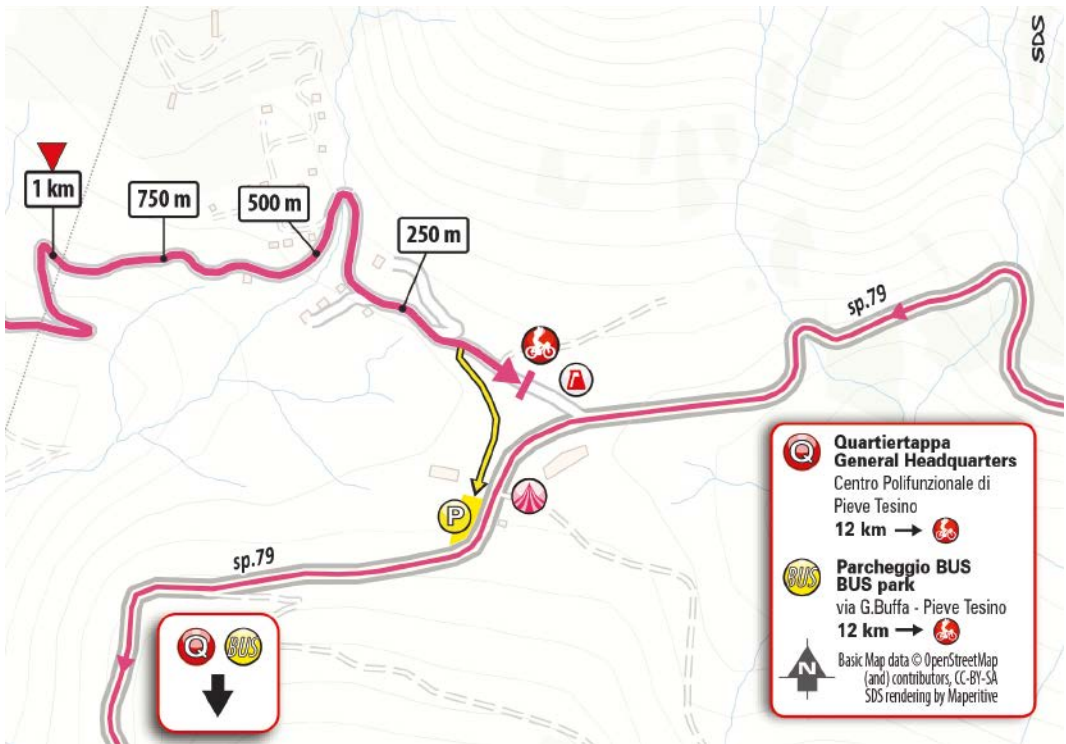 SDS
1 km
750 m
500 m
250 m
sp.79
P
sp.79
Q BUS
Q
Quartiertappa
General Headquarters
Centro Polifunzionale di
Pieve Tesino
12 km →
BUS
Parcheggio BUS
BUS park
via G.Buffa - Pieve Tesino
12 km →
N
Basic Map data © OpenStreetMap
(and) contributors, CC-BY-SA
SDS rendering by Maperitive